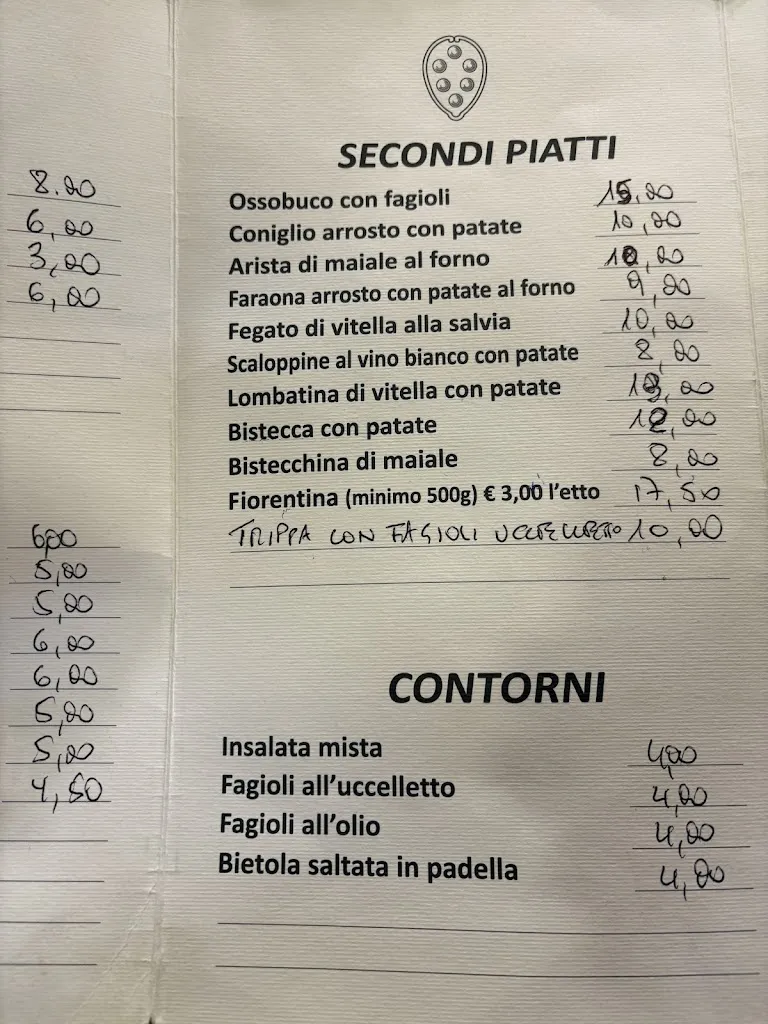 8.00
6,00
3,00
6,00
600
5,00
5,00
6,00
6,00
5,00
5,00
4,50
SECONDI PIATTI
Ossobuco con fagioli 15,00
Coniglio arrosto con patate 10,00
Arista di maiale al forno 10,00
Faraona arrosto con patate al forno 9,00
Fegato di vitella alla salvia 10,00
Scaloppine al vino bianco con patate 8,00
Lombatina di vitella con patate
Bistecca con patate 12,00
Bistecchina di maiale 8,00
Fiorentina (minimo 500g) € 3,00 l'etto 17,50
TRIPPA CON FAGIOLI 10,00
CONTORNI
Insalata mista 4,00
Fagioli all'uccelletto 4,00
Fagioli all'olio 4,00
Bietola saltata in padella 4,00